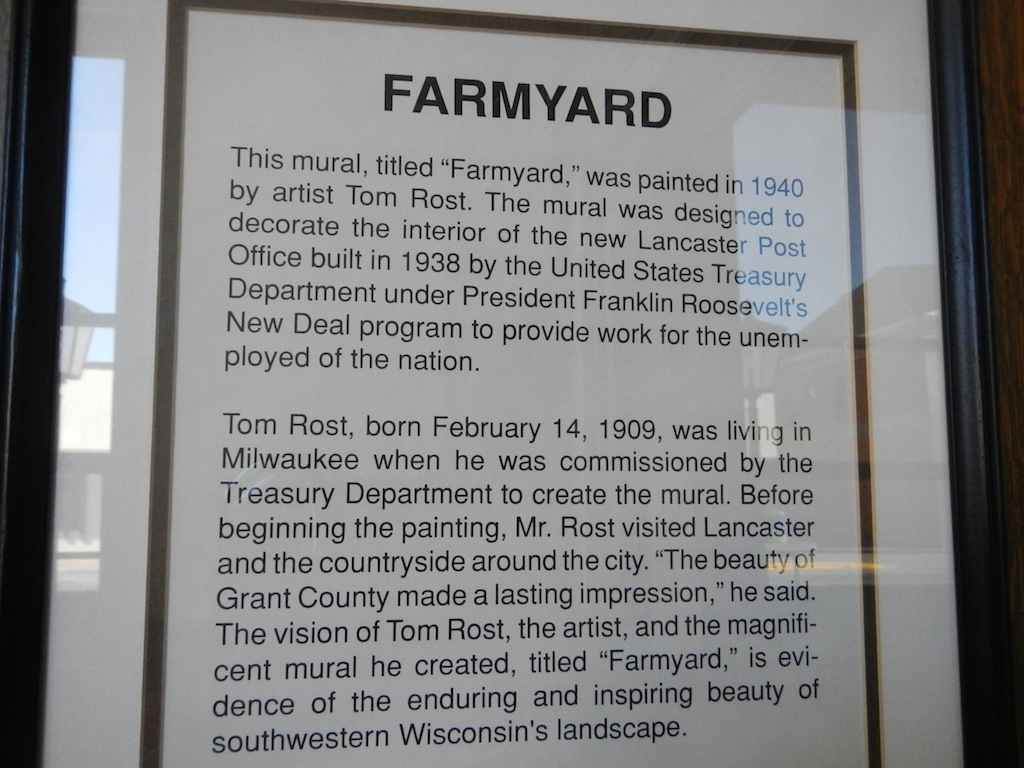 FARMYARD
This mural, titled “Farmyard,” was painted in 1940
by artist Tom Rost. The mural was designed to
decorate the interior of the new Lancaster Post
Office built in 1938 by the United States Treasury
Department under President Franklin Roosevelt's
New Deal program to provide work for the unem-
ployed of the nation.
Tom Rost, born February 14, 1909, was living in
Milwaukee when he was commissioned by the
Treasury Department to create the mural. Before
beginning the painting, Mr. Rost visited Lancaster
and the countryside around the city. “The beauty of
Grant County made a lasting impression,” he said.
The vision of Tom Rost, the artist, and the magnifi-
cent mural he created, titled “Farmyard,” is evi-
dence of the enduring and inspiring beauty of
southwestern Wisconsin's landscape.